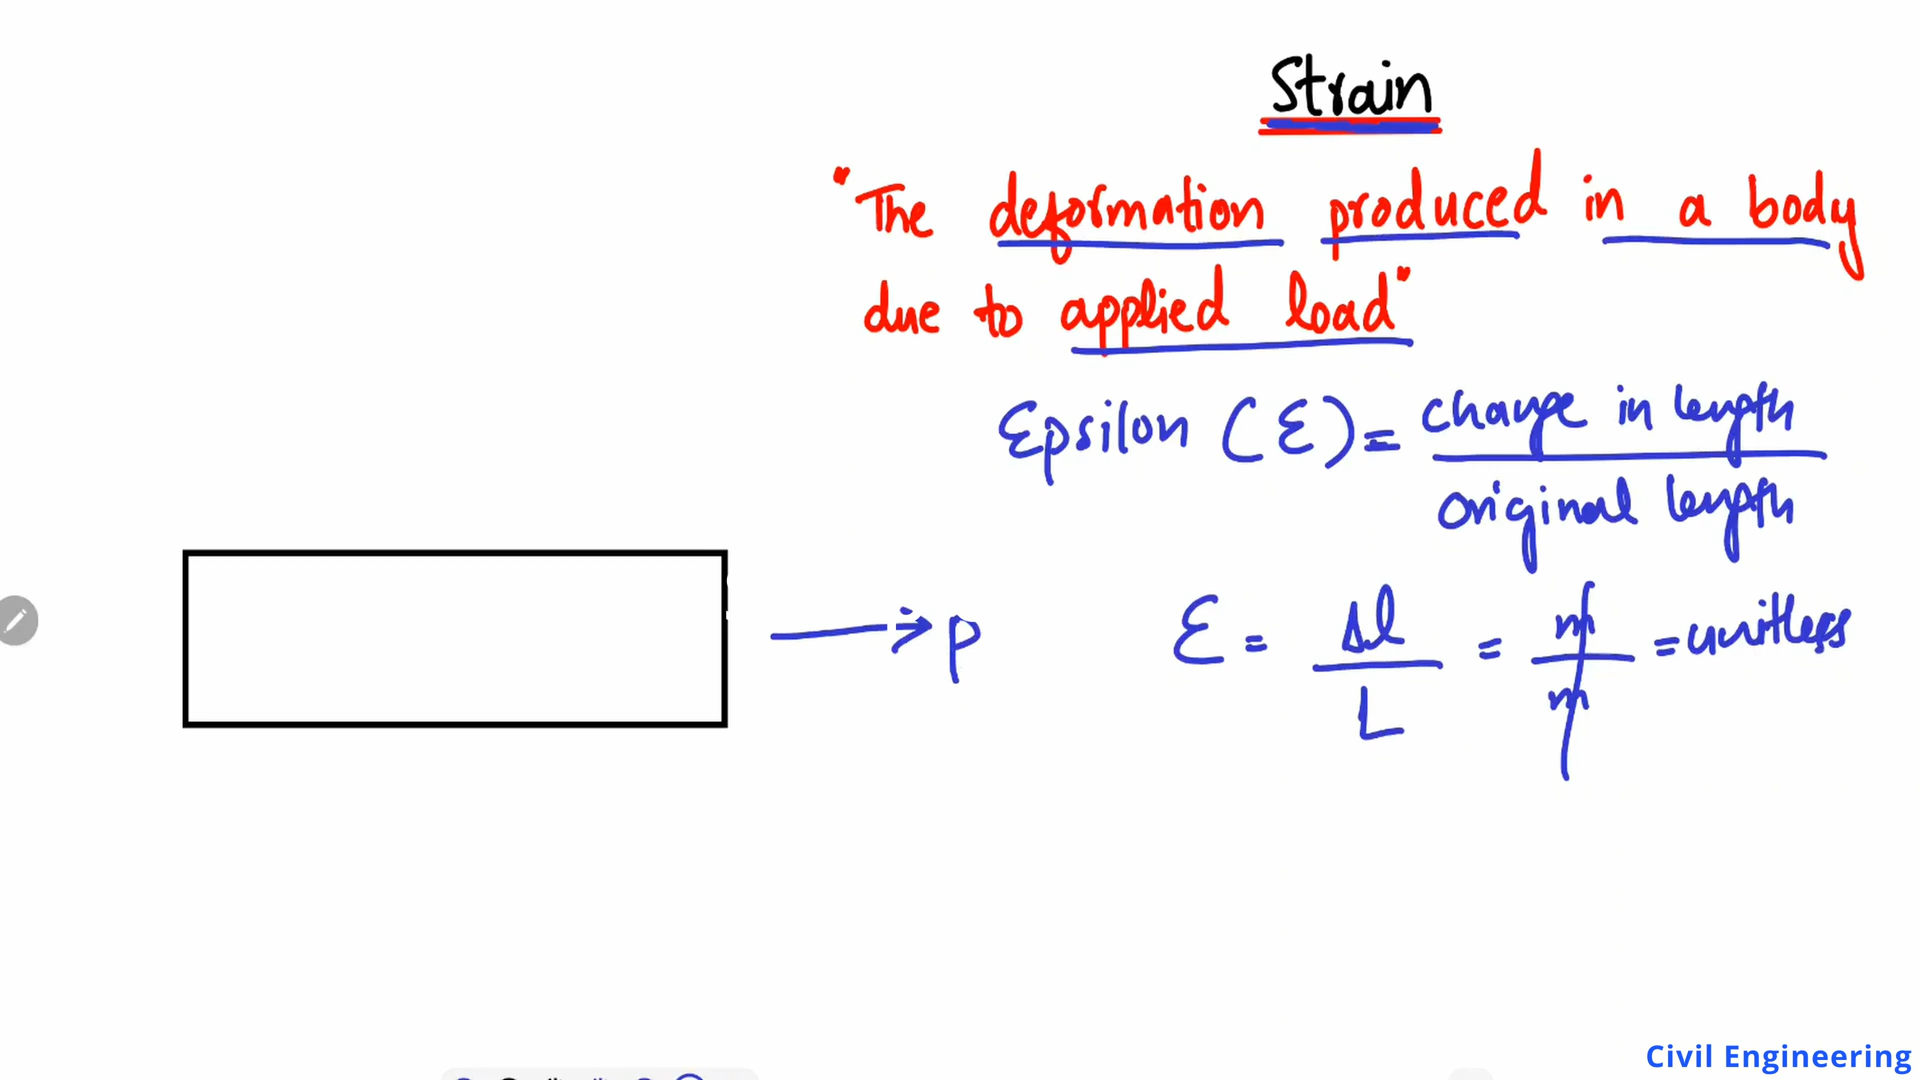 Strain
"The deformation produced in a body
due to applied load"
Epsilon (ε) = change in length / original length
p
ε = Δl / L = m / m = unitless
Civil Engineering